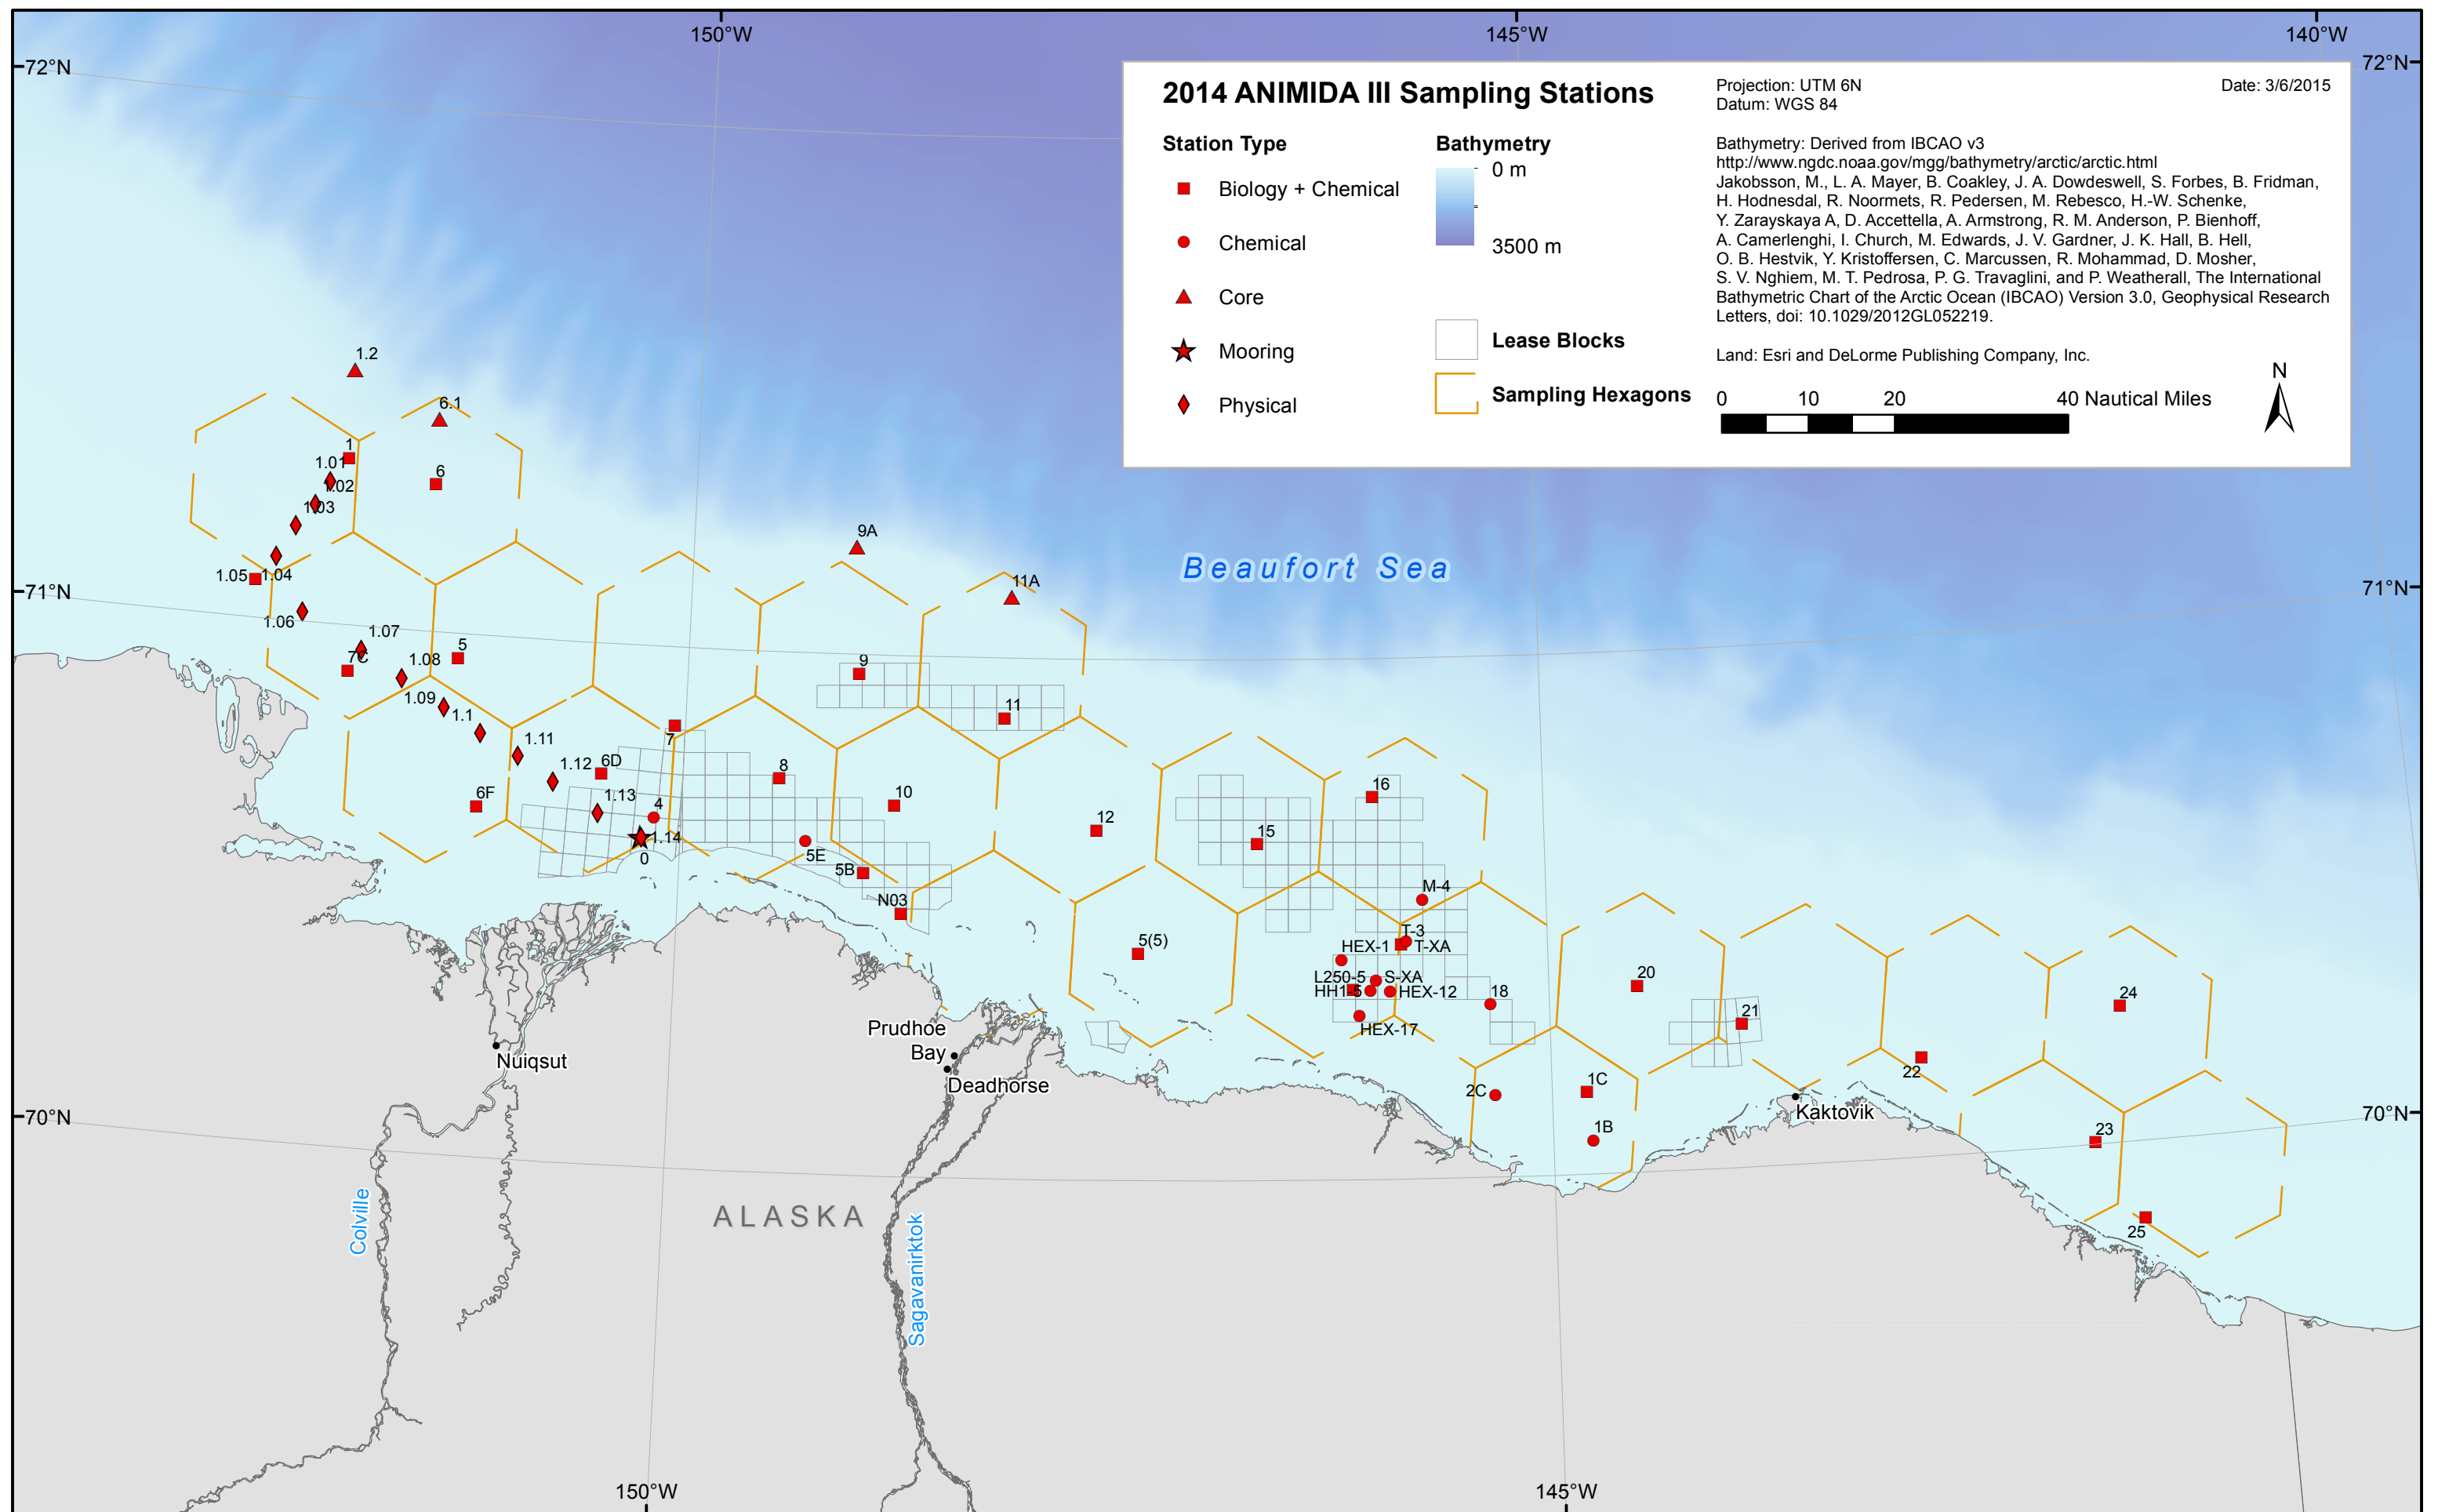 150°W
145°W
140°W
72°N
72°N
2014 ANIMIDA III Sampling Stations
Station Type
Biology + Chemical
Chemical
Core
Mooring
Physical
Bathymetry
0 m
3500 m
Lease Blocks
Sampling Hexagons
Projection: UTM 6N
Datum: WGS 84
Date: 3/6/2015
Bathymetry: Derived from IBCAO v3
http://www.ngdc.noaa.gov/mgg/bathymetry/arctic/arctic.html
Jakobsson, M., L. A. Mayer, B. Coakley, J. A. Dowdeswell, S. Forbes, B. Fridman,
H. Hodnesdal, R. Noormets, R. Pedersen, M. Rebesco, H.-W. Schenke,
Y. Zarayskaya A, D. Accettella, A. Armstrong, R. M. Anderson, P. Bienhoff,
A. Camerlenghi, I. Church, M. Edwards, J. V. Gardner, J. K. Hall, B. Hell,
O. B. Hestvik, Y. Kristoffersen, C. Marcussen, R. Mohammad, D. Mosher,
S. V. Nghiem, M. T. Pedrosa, P. G. Travaglini, and P. Weatherall, The International
Bathymetric Chart of the Arctic Ocean (IBCAO) Version 3.0, Geophysical Research
Letters, doi: 10.1029/2012GL052219.
Land: Esri and DeLorme Publishing Company, Inc.
N
0 10 20 40 Nautical Miles
1.2
6.1
1
1.01
6
1.02
1.03
9A
Beaufort Sea
1.05
1.04
11A
71°N
71°N
1.06
1.07
5
7C
1.08
9
1.09
1.1
11
7
1.11
1.12
6D
8
16
6F
1.13
4
10
12
15
1.14
0
5E
5B
M-4
N03
T-3
5(5)
HEX-1
T-XA
L250-5
S-XA
20
HH1-5
HEX-12
18
24
21
HEX-17
Prudhoe
Bay
Nuiqsut
22
Deadhorse
2C
1C
Kaktovik
70°N
70°N
1B
23
Colville
ALASKA
Sagavanirktok
25
150°W
145°W